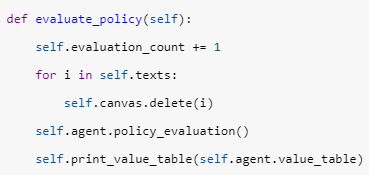 def evaluate_policy(self):
    self.evaluation_count += 1
    for i in self.texts:
        self.canvas.delete(i)
    self.agent.policy_evaluation()
    self.print_value_table(self.agent.value_table)